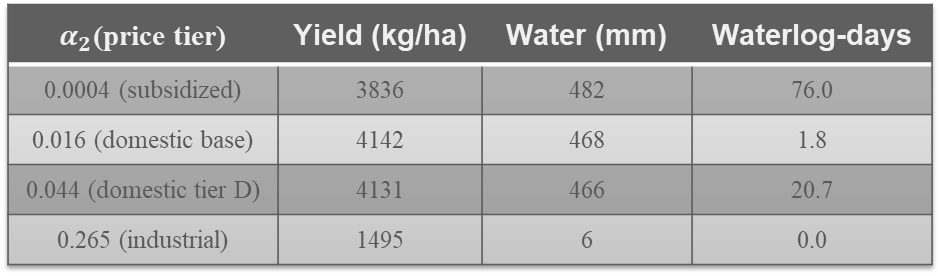 α₂ (price tier) Yield (kg/ha) Water (mm) Waterlog-days
0.0004 (subsidized) 3836 482 76.0
0.016 (domestic base) 4142 468 1.8
0.044 (domestic tier D) 4131 466 20.7
0.265 (industrial) 1495 6 0.0